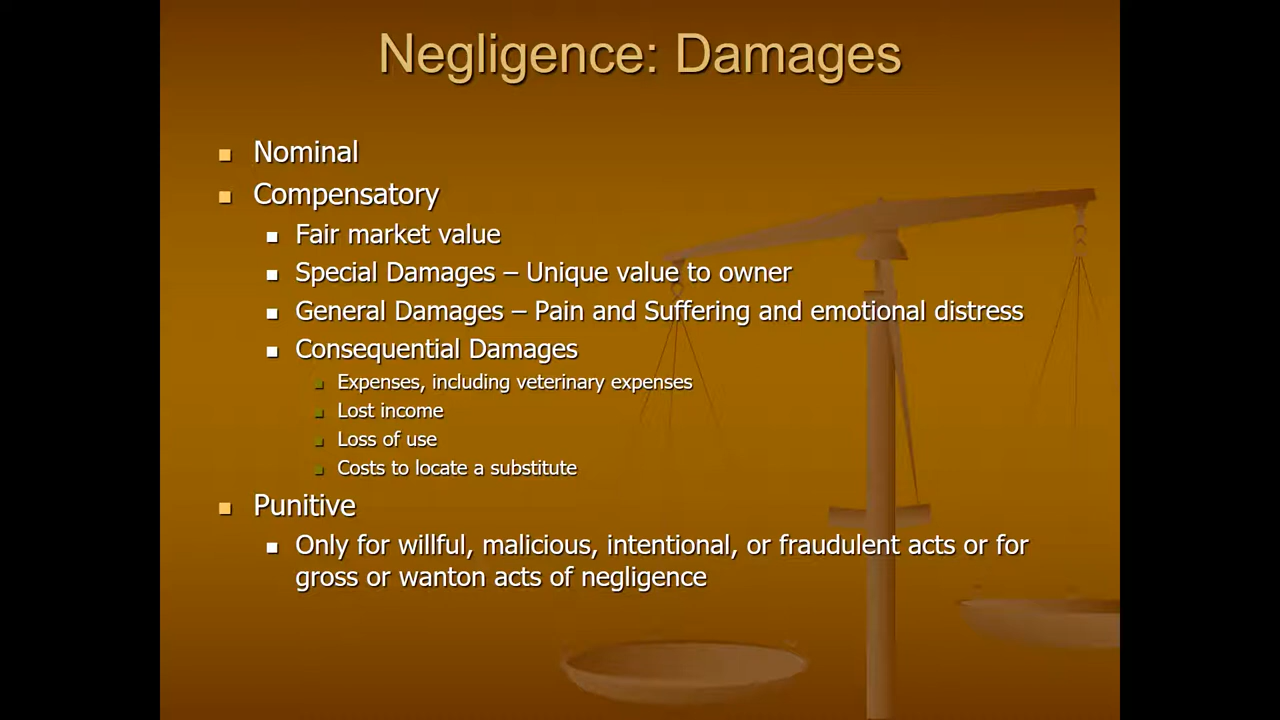 Negligence: Damages
Nominal
Compensatory
Fair market value
Special Damages – Unique value to owner
General Damages – Pain and Suffering and emotional distress
Consequential Damages
Expenses, including veterinary expenses
Lost income
Loss of use
Costs to locate a substitute
Punitive
Only for willful, malicious, intentional, or fraudulent acts or for
gross or wanton acts of negligence